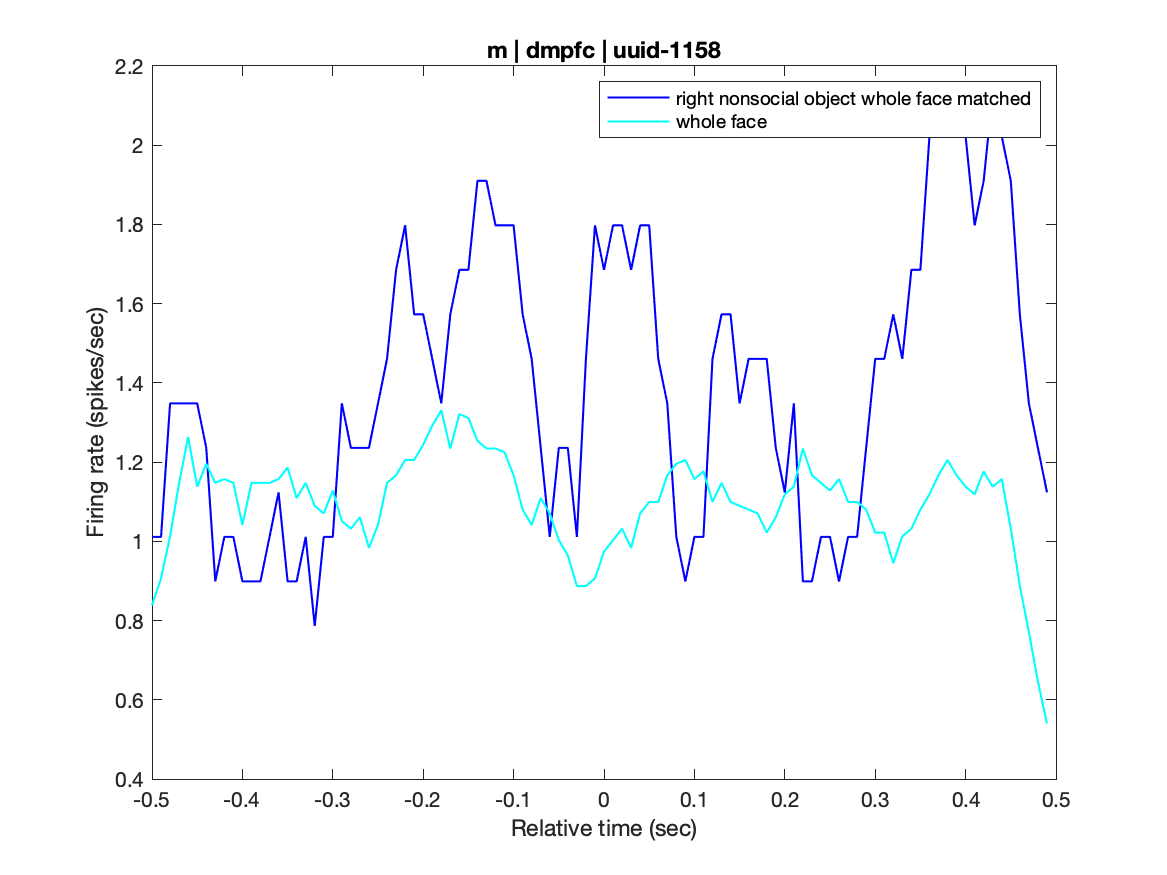 m | dmpfc | uuid-1158
2.2
2
1.8
1.6
1.4
1.2
1
0.8
0.6
0.4
Firing rate (spikes/sec)
right nonsocial object whole face matched
whole face
-0.5 -0.4 -0.3 -0.2 -0.1 0 0.1 0.2 0.3 0.4 0.5
Relative time (sec)